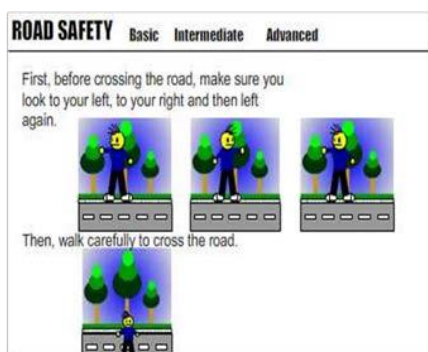 ROAD SAFETY Basic Intermediate Advanced
First, before crossing the road, make sure you
look to your left, to your right and then left
again.
Then, walk carefully to cross the road.